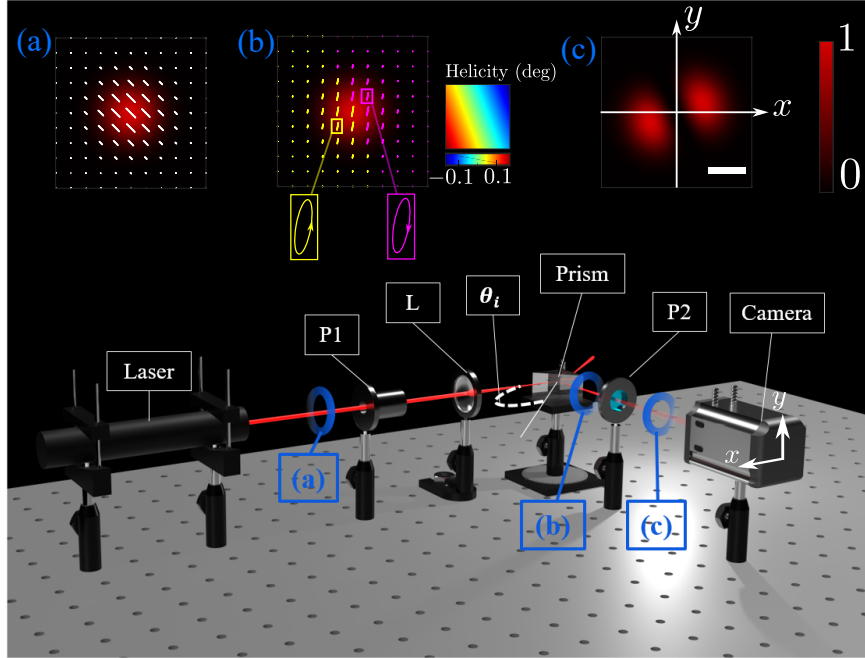 (a)
(b)
(c)
y
x
1
0
Helicity (deg)
−0.1 0.1
Prism
θi
L
P1
P2
Camera
Laser
y
x
(a)
(b)
(c)